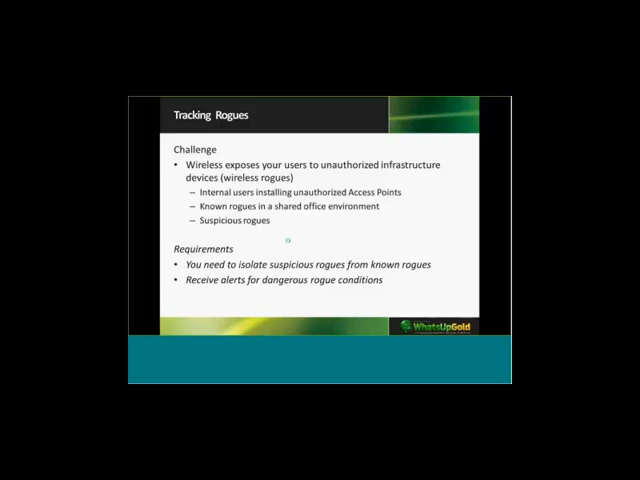 Tracking Rogues
Challenge
• Wireless exposes your users to unauthorized infrastructure
devices (wireless rogues)
– Internal users installing unauthorized Access Points
– Known rogues in a shared office environment
– Suspicious rogues
Requirements
• You need to isolate suspicious rogues from known rogues
• Receive alerts for dangerous rogue conditions
WhatsUpGold